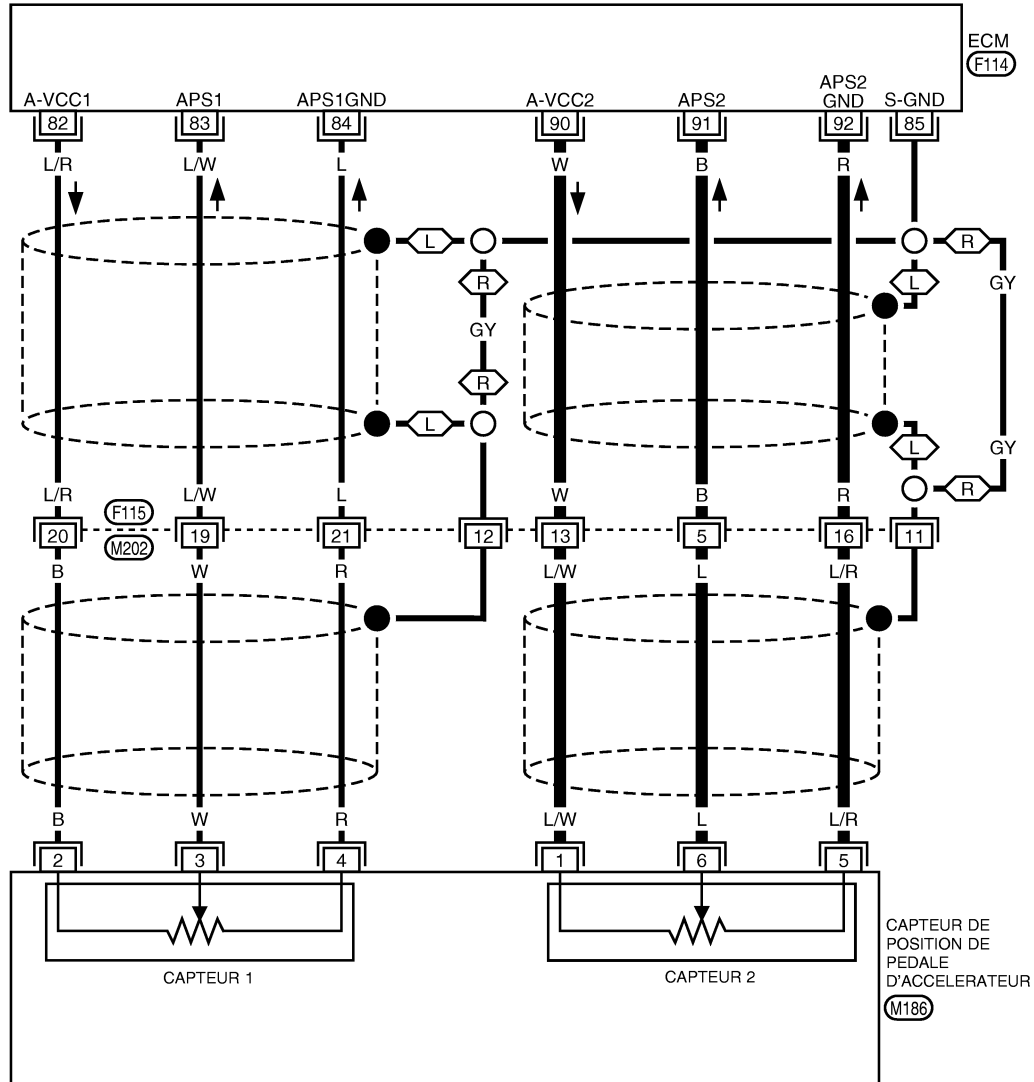 ECM
F114
A-VCC1 APS1 APS1GND A-VCC2 APS2 APS2 GND S-GND
82 83 84 90 91 92 85
L/R L/W L W B R
L R
R L
GY GY
R
L L
R
L/R L/W L W B R
F115
20 19 21 12 13 5 16 11
M202
B W R L/W L L/R
B W R L/W L L/R
2 3 4 1 6 5
CAPTEUR 1 CAPTEUR 2
CAPTEUR DE
POSITION DE
PEDALE
D'ACCELERATEUR
M186